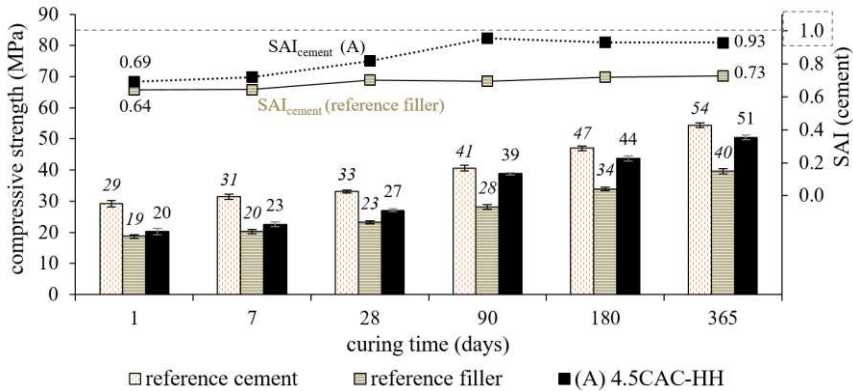 compressive strength (MPa)
90
80
70
60
50
40
30
20
10
0
SAI (cement)
1.0
0.8
0.6
0.4
0.2
0.0
0.69
0.64
SAIcement (A)
SAIcement (reference filler)
0.93
0.73
29 19 20
31 20 23
33 23 27
41 28 39
47 34 44
54 40 51
1 7 28 90 180 365
curing time (days)
reference cement reference filler (A) 4.5CAC-HH